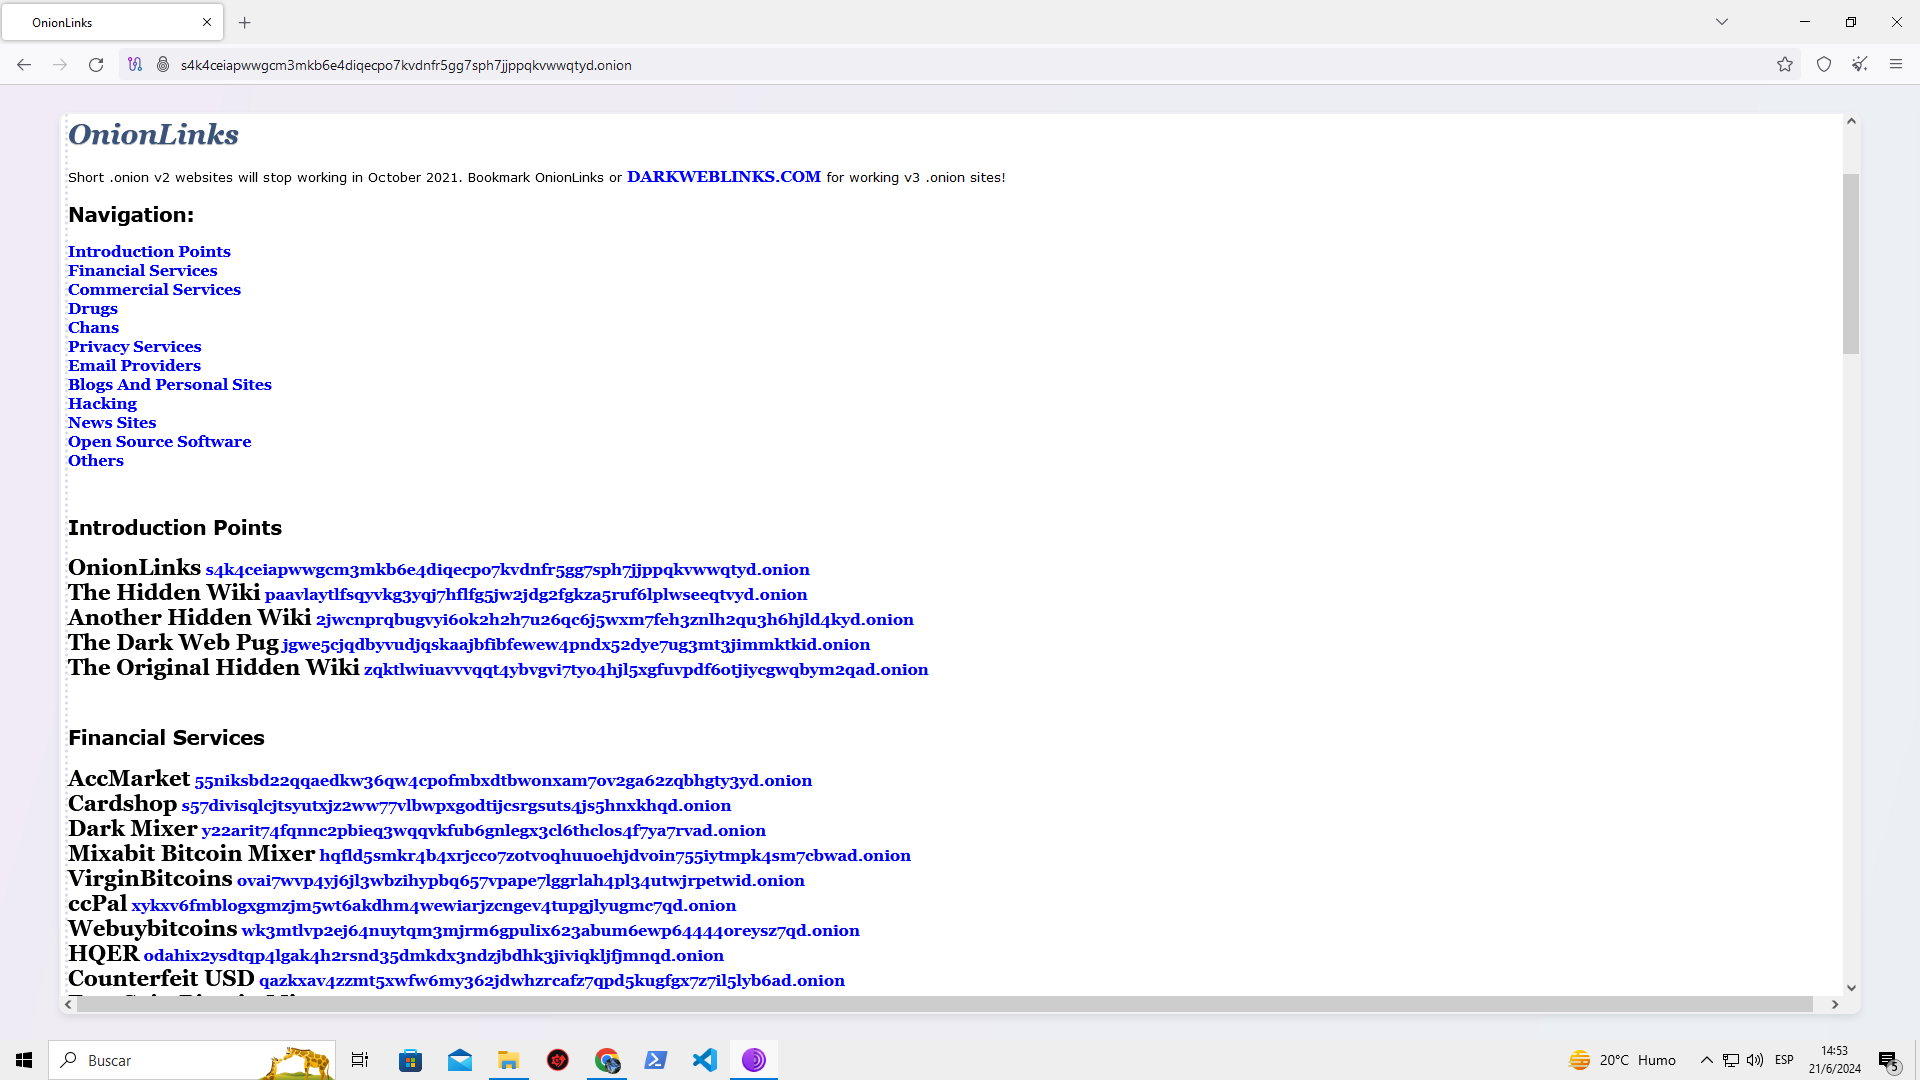 OnionLinks
s4k4ceiapwwgcm3mkb6e4diqecpo7kvdnfr5gg7sph7jjppqkvwwqtyd.onion
OnionLinks
Short .onion v2 websites will stop working in October 2021. Bookmark OnionLinks or DARKWEBLINKS.COM for working v3 .onion sites!
Navigation:
Introduction Points
Financial Services
Commercial Services
Drugs
Chans
Privacy Services
Email Providers
Blogs And Personal Sites
Hacking
News Sites
Open Source Software
Others
Introduction Points
OnionLinks s4k4ceiapwwgcm3mkb6e4diqecpo7kvdnfr5gg7sph7jjppqkvwwqtyd.onion
The Hidden Wiki paavlaytlfsqyvkg3yqj7hflfg5jw2jdg2fgkza5ruf6lplwseeqtvyd.onion
Another Hidden Wiki 2jwcnprqbugvyi6ok2h2h7u26qc6j5wxm7feh3znlh2qu3h6hjld4kyd.onion
The Dark Web Pug jgwe5cjqdbyvudjqskaajbfibfewew4pndx52dye7ug3mt3jimmktkid.onion
The Original Hidden Wiki zqktlwiuavvvqqt4ybvgvi7tyo4hjl5xgfuvpdf6otjiycgwqbym2qad.onion
Financial Services
AccMarket 55niksbd22qqaedkw36qw4cpofmbxdtbwonxam7ov2ga62zqbhgty3yd.onion
Cardshop s57divisqlcjtsyutxjz2ww77vlbwpxgodtijcsrgsuts4js5hnxkhqd.onion
Dark Mixer y22arit74fqnnc2pbieq3wqqvkfub6gnlegx3cl6thclos4f7ya7rvad.onion
Mixabit Bitcoin Mixer hqfld5smkr4b4xrjcco7zotvoqhuuoehjdvoin755iytmpk4sm7cbwad.onion
VirginBitcoins ovai7wvp4yj6jl3wbzihypbq657vpape7lggrlah4pl34utwjrpetwid.onion
ccPal xykxv6fmblogxgmzjm5wt6akdhm4wewiarjzcngev4tupgjlyugmc7qd.onion
Webuybitcoins wk3mtlvp2ej64nuytqm3mjrm6gpulix623abum6ewp64444oreysz7qd.onion
HQER odahix2ysdtqp4lgak4h2rsnd35dmkdx3ndzjbdhk3jiviqkljfjmnqd.onion
Counterfeit USD qazkxav4zzmt5xwfw6my362jdwhzrcafz7qpd5kugfgx7z7il5lyb6ad.onion
Buscar
20°C Humo
ESP
14:53
21/6/2024
5